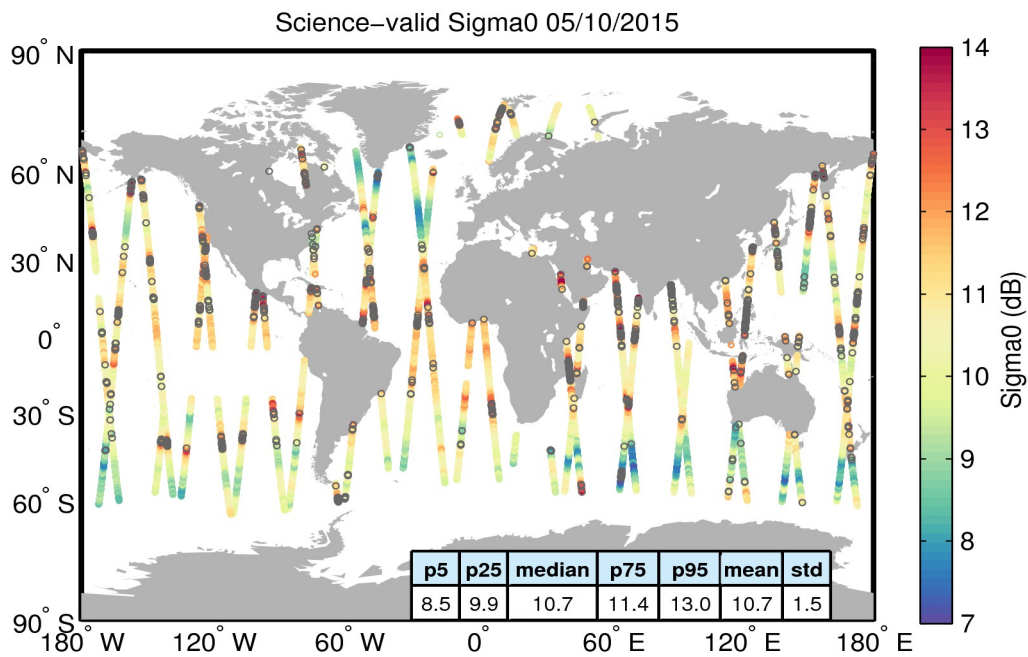 Science−valid Sigma0 05/10/2015
90° N
60° N
30° N
0°
30° S
60° S
90° S
180° W
120° W
60° W
0°
60° E
120° E
180° E
p5 p25 median p75 p95 mean std
8.5 9.9 10.7 11.4 13.0 10.7 1.5
14
13
12
11
10
9
8
7
Sigma0 (dB)